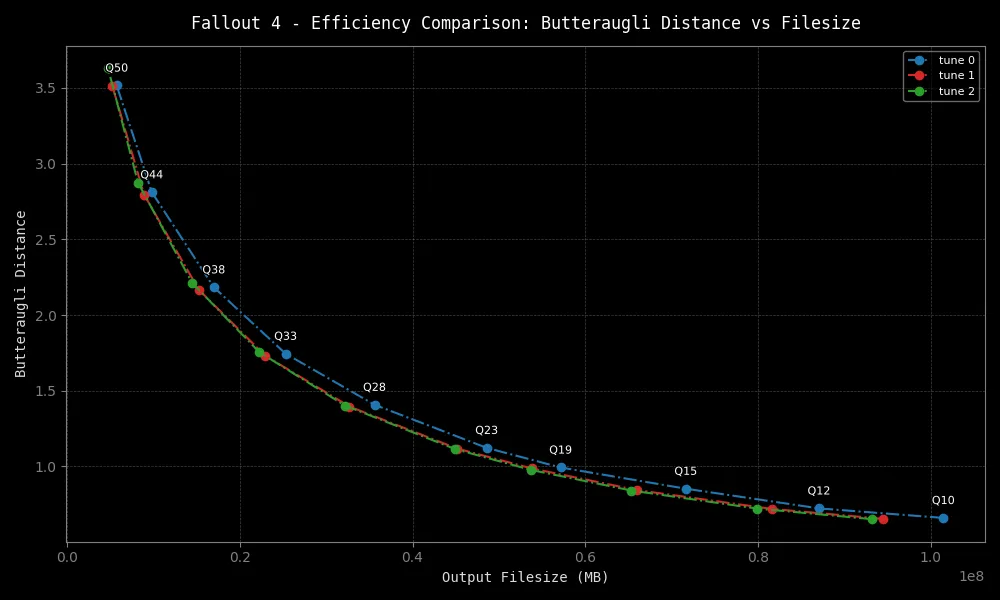 Fallout 4 - Efficiency Comparison: Butteraugli Distance vs Filesize
tune 0
tune 1
tune 2
Q50
Q44
Q38
Q33
Q28
Q23
Q19
Q15
Q12
Q10
3.5
3.0
2.5
2.0
1.5
1.0
Butteraugli Distance
0.0 0.2 0.4 0.6 0.8 1.0
1e8
Output Filesize (MB)